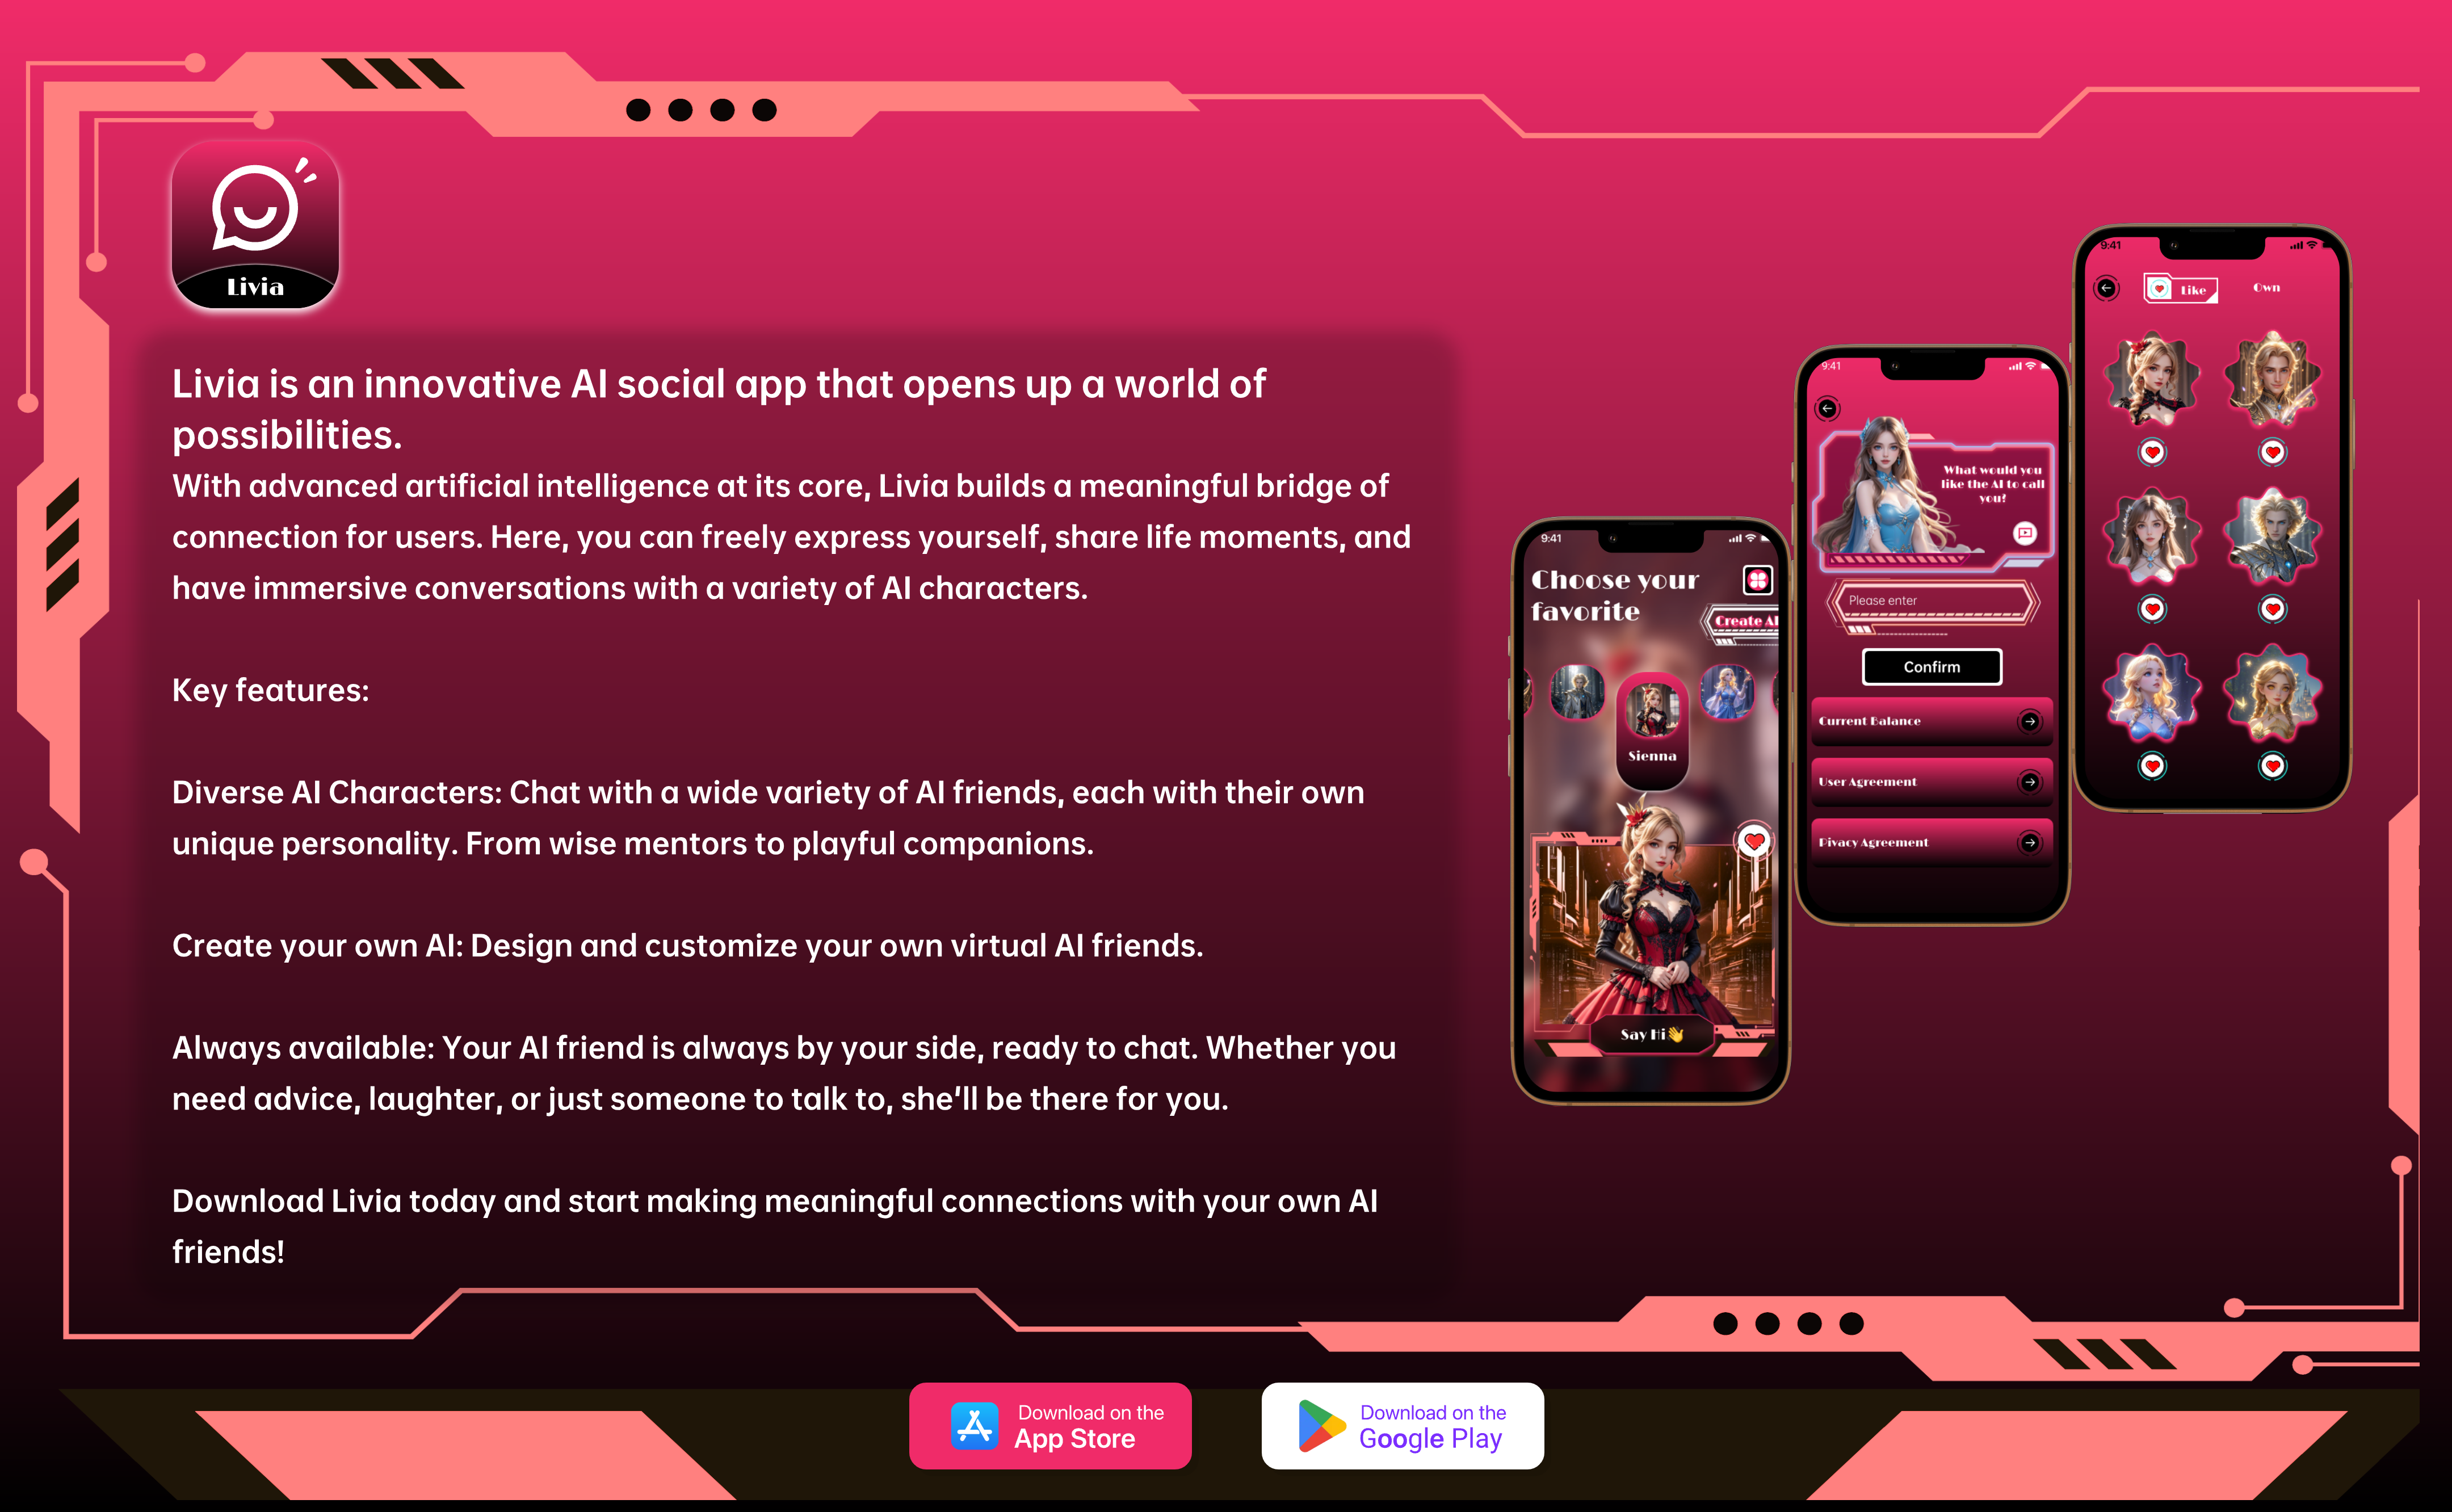 Livia
Livia is an innovative AI social app that opens up a world of
possibilities.
With advanced artificial intelligence at its core, Livia builds a meaningful bridge of
connection for users. Here, you can freely express yourself, share life moments, and
have immersive conversations with a variety of AI characters.
Key features:
Diverse AI Characters: Chat with a wide variety of AI friends, each with their own
unique personality. From wise mentors to playful companions.
Create your own AI: Design and customize your own virtual AI friends.
Always available: Your AI friend is always by your side, ready to chat. Whether you
need advice, laughter, or just someone to talk to, she'll be there for you.
Download Livia today and start making meaningful connections with your own AI
friends!
9:41
Choose your
favorite
Create AI
Sienna
Say Hi👋
9:41
What would you
like the AI to call
you?
Please enter
Confirm
Current Balance
User Agreement
Pivacy Agreement
9:41
Like
Own
Download on the
App Store
Download on the
Google Play